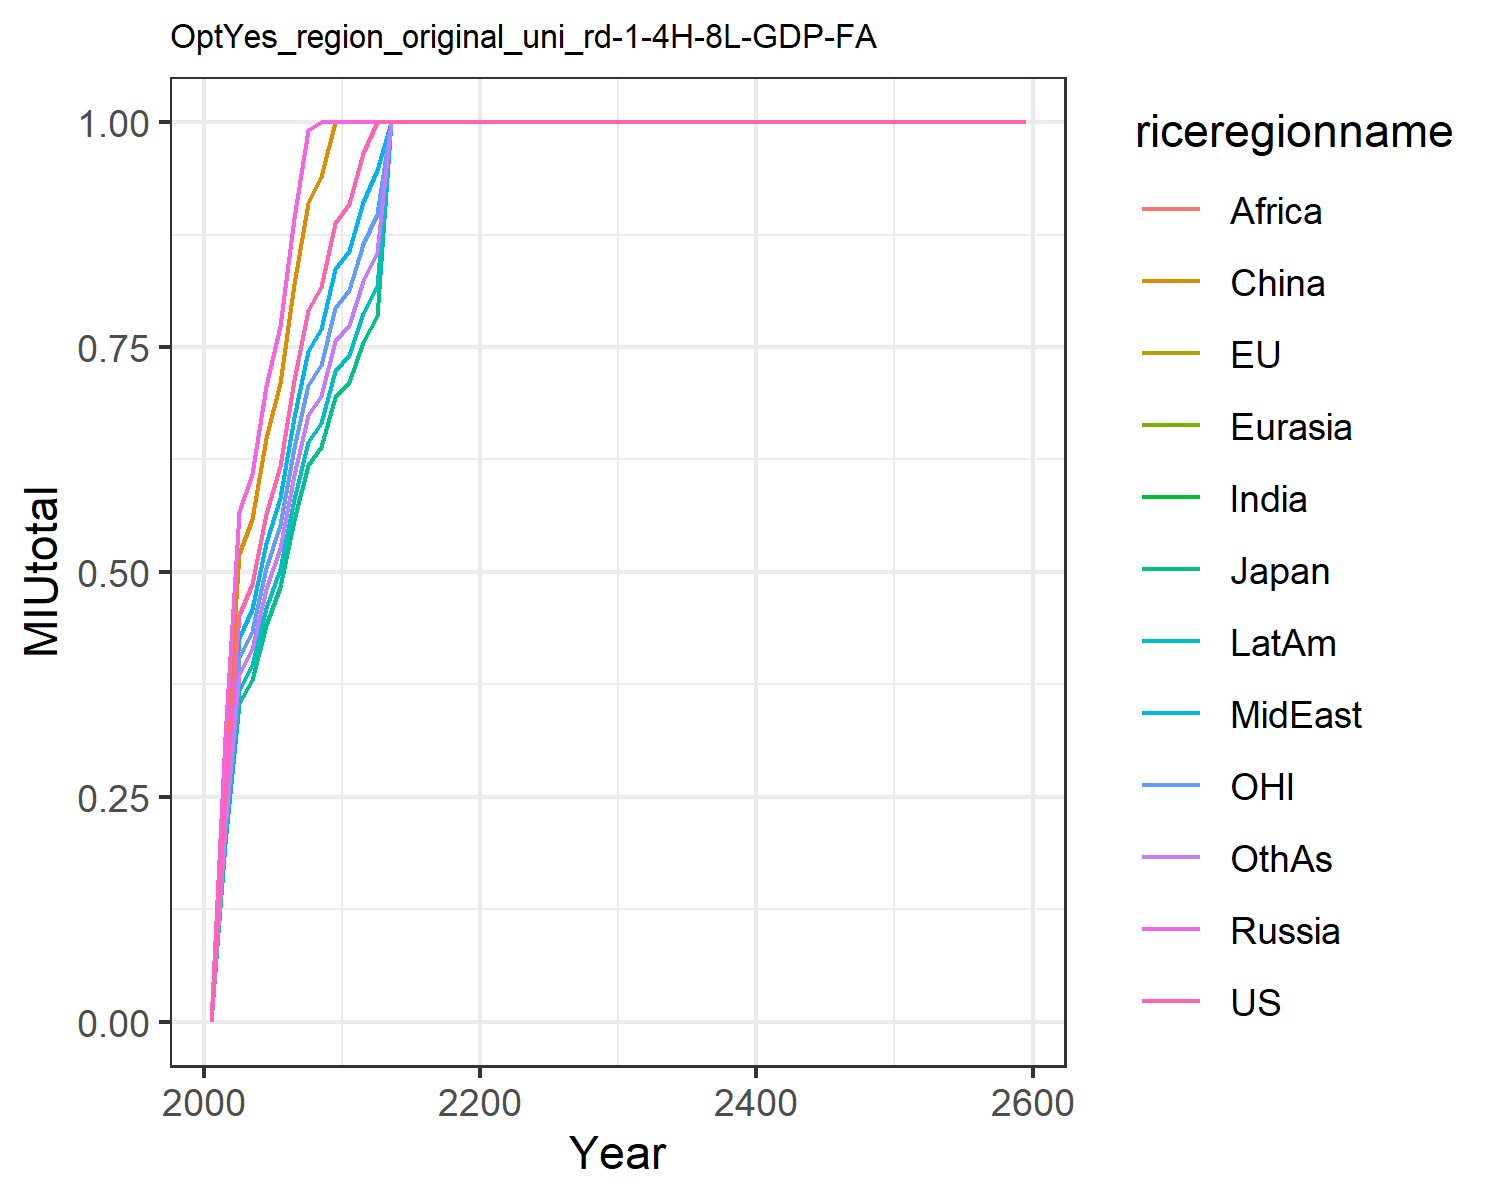 OptYes_region_original_uni_rd-1-4H-8L-GDP-FA
1.00
0.75
0.50
0.25
0.00
MIUtotal
2000
2200
2400
2600
Year
riceregionname
Africa
China
EU
Eurasia
India
Japan
LatAm
MidEast
OHI
OthAs
Russia
US